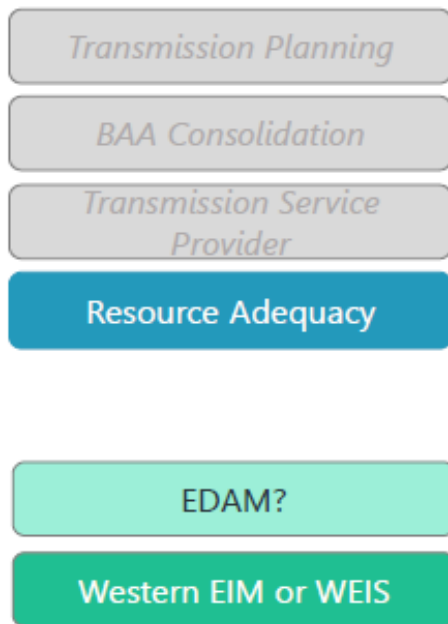 Transmission Planning
BAA Consolidation
Transmission Service
Provider
Resource Adequacy
EDAM?
Western EIM or WEIS